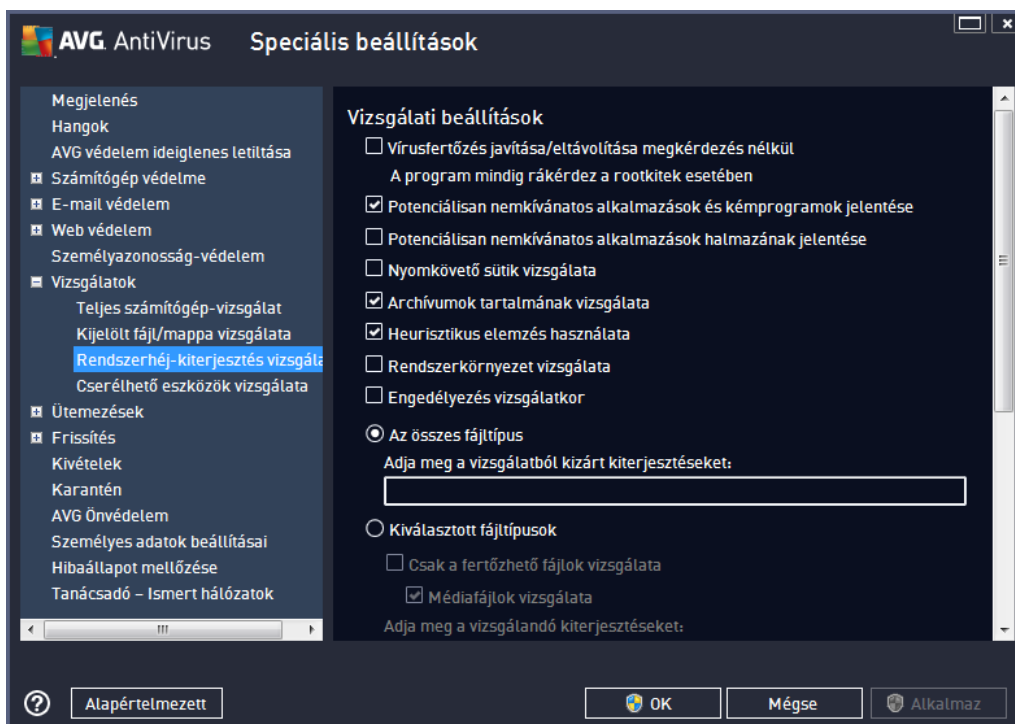 AVG. AntiVirus Speciális beállítások
Megjelenés
Hangok
AVG védelem ideiglenes letiltása
Számítógép védelme
E-mail védelem
Web védelem
Személyazonosság-védelem
Vizsgálatok
Teljes számítógép-vizsgálat
Kijelölt fájl/mappa vizsgálata
Rendszerhéj-kiterjesztés vizsgála
Cserélhető eszközök vizsgálata
Ütemezések
Frissítés
Kivételek
Karantén
AVG Önvédelem
Személyes adatok beállításai
Hibaállapot mellőzése
Tanácsadó – Ismert hálózatok
Vizsgálati beállítások
Vírusfertőzés javítása/eltávolítása megkérdezés nélkül
A program mindig rákérdez a rootkitek esetében
Potenciálisan nemkívánatos alkalmazások és kémprogramok jelentése
Potenciálisan nemkívánatos alkalmazások halmazának jelentése
Nyomkövető sütik vizsgálata
Archívumok tartalmának vizsgálata
Heurisztikus elemzés használata
Rendszerkörnyezet vizsgálata
Engedélyezés vizsgálatkor
Az összes fájltípus
Adja meg a vizsgálatból kizárt kiterjesztéseket:
Kiválasztott fájltípusok
Csak a fertőzhető fájlok vizsgálata
Médiafájlok vizsgálata
Adja meg a vizsgálandó kiterjesztéseket:
? Alapértelmezett OK Mégse Alkalmaz